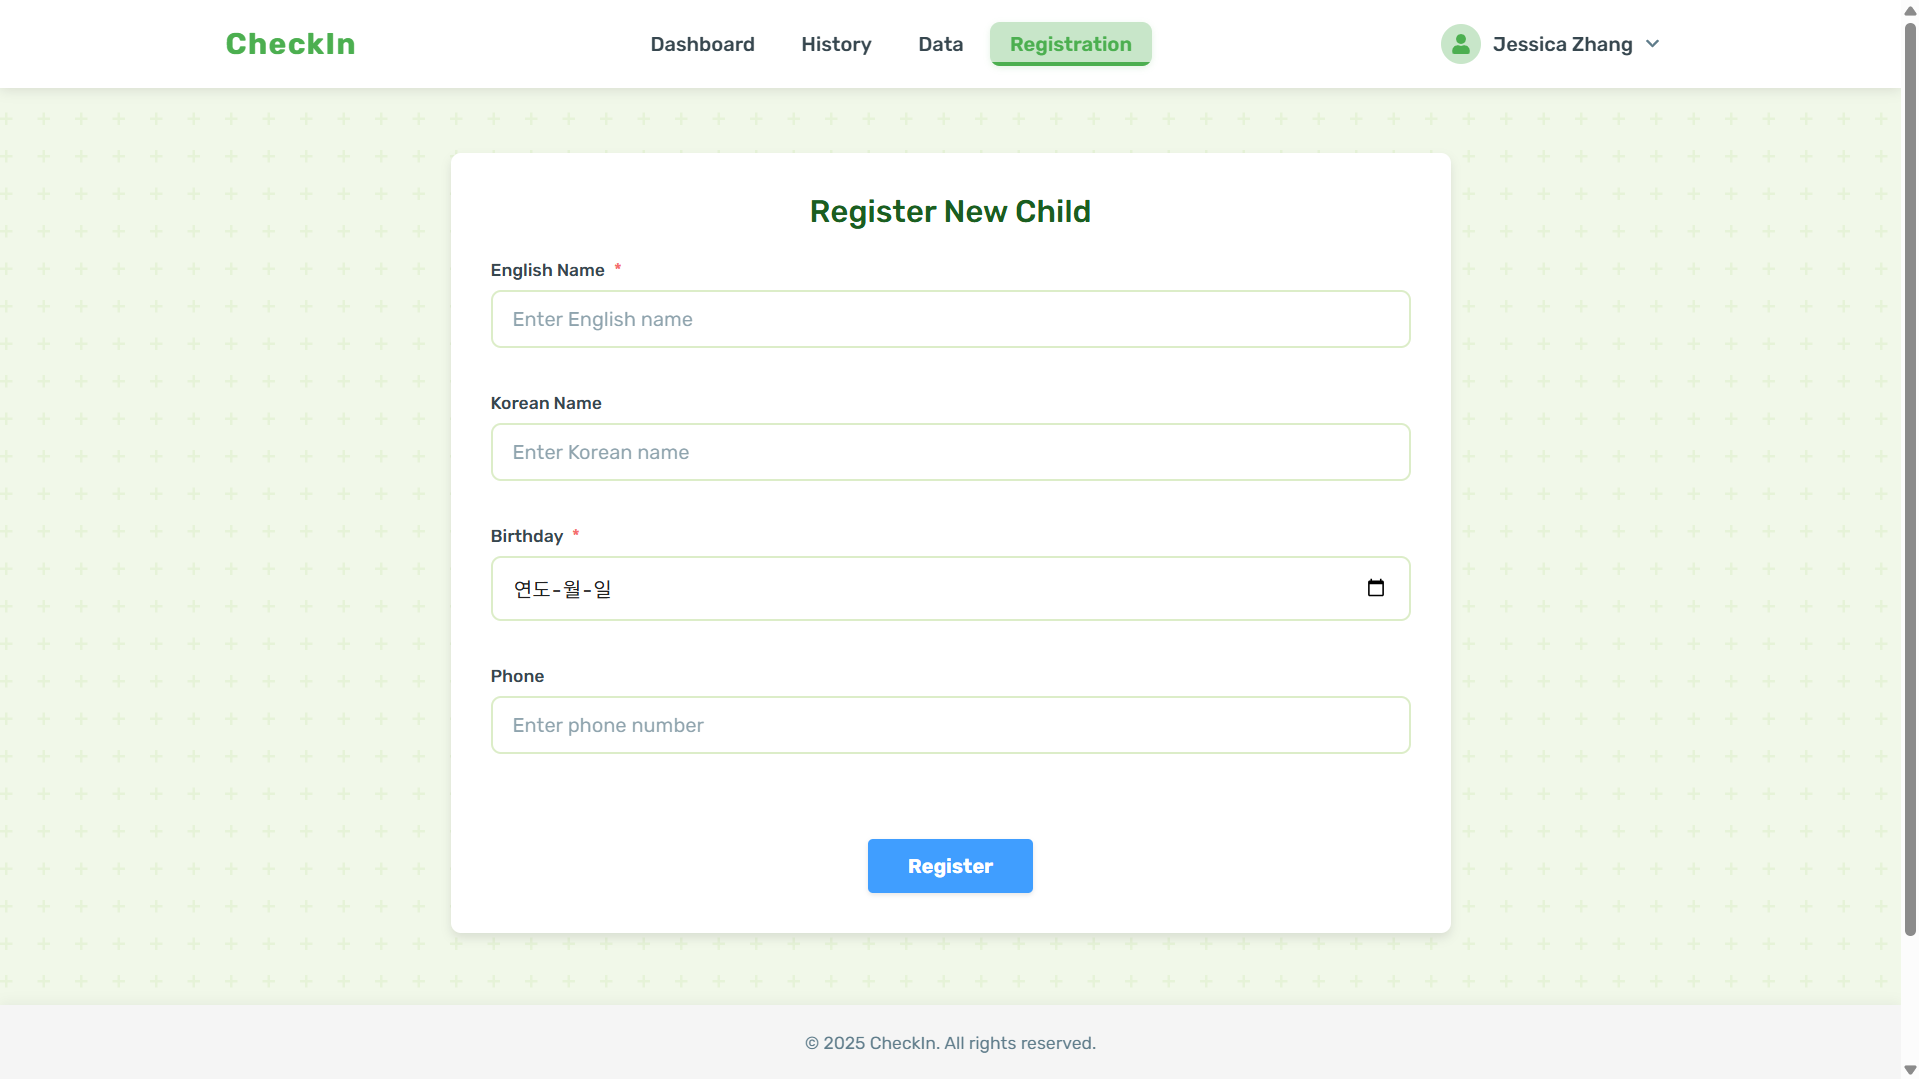 CheckIn
Dashboard
History
Data
Registration
Jessica Zhang
Register New Child
English Name *
Enter English name
Korean Name
Enter Korean name
Birthday *
연도-월-일
Phone
Enter phone number
Register
© 2025 CheckIn. All rights reserved.